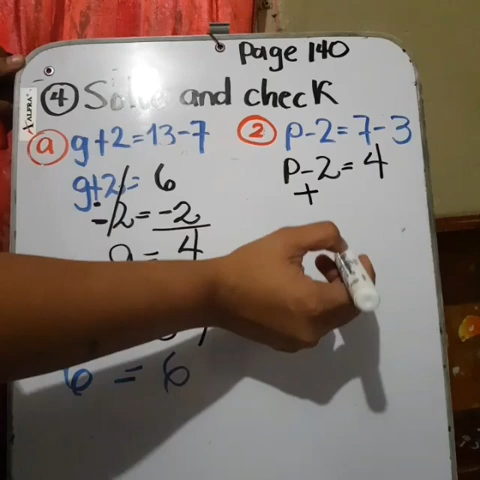 Page 140
4 Solve and check
a g+2=13-7
g+2= 6
-2=-2
g = 4
6 = 6
2 p-2=7-3
p-2=4
+
ALPRA